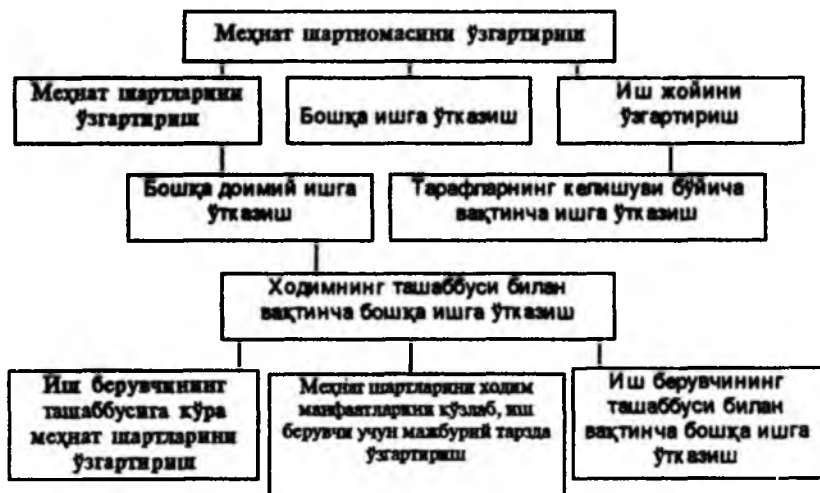 Меҳнат шартномасини ўзгартириш
Меҳнат шартларини
ўзгартириш
Бошқа ишга ўтказиш
Иш жойини
ўзгартириш
Бошқа доимий ишга
ўтказиш
Тарафларнинг келишуви бўйича
вақтинча ишга ўтказиш
Ходимнинг ташаббуси билан
вақтинча бошқа ишга ўтказиш
Иш берувчининг
ташаббусига кўра
меҳнат шартларини
ўзгартириш
Меҳнат шартларини ходим
манфаатларини кўзлаб, иш
берувчи учун мажбурий тарзда
ўзгартириш
Иш берувчининг
ташаббуси билан
вақтинча бошқа ишга
ўтказиш